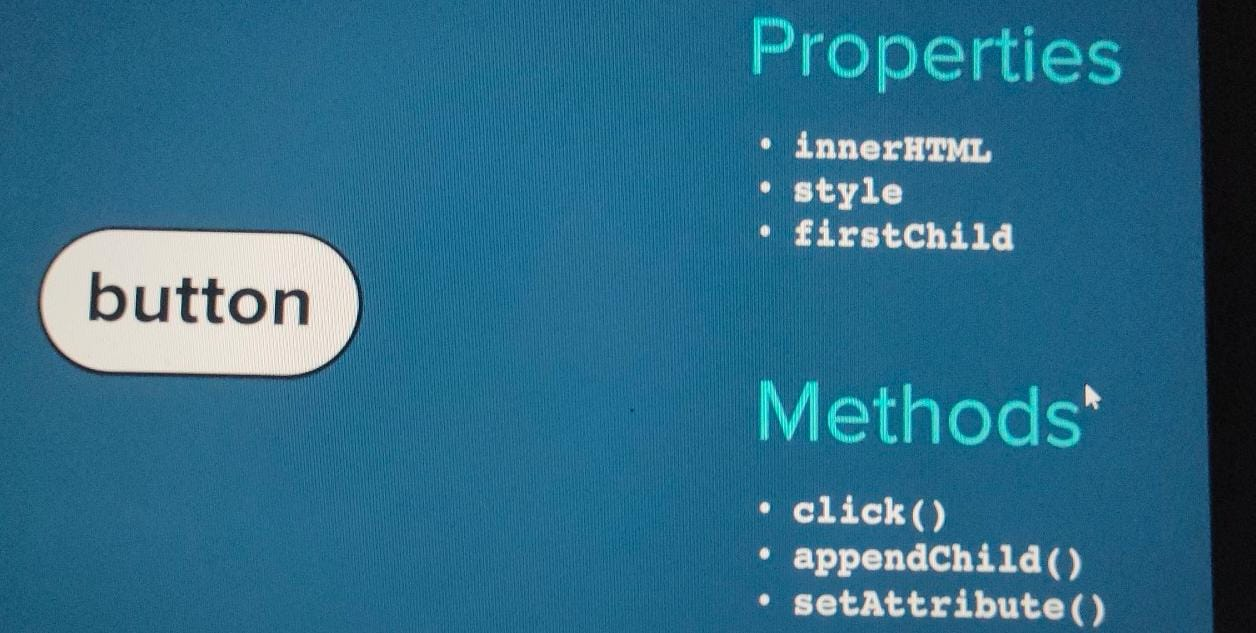 Properties
• innerHTML
• style
• firstChild
button
Methods
• click()
• appendChild()
• setAttribute()